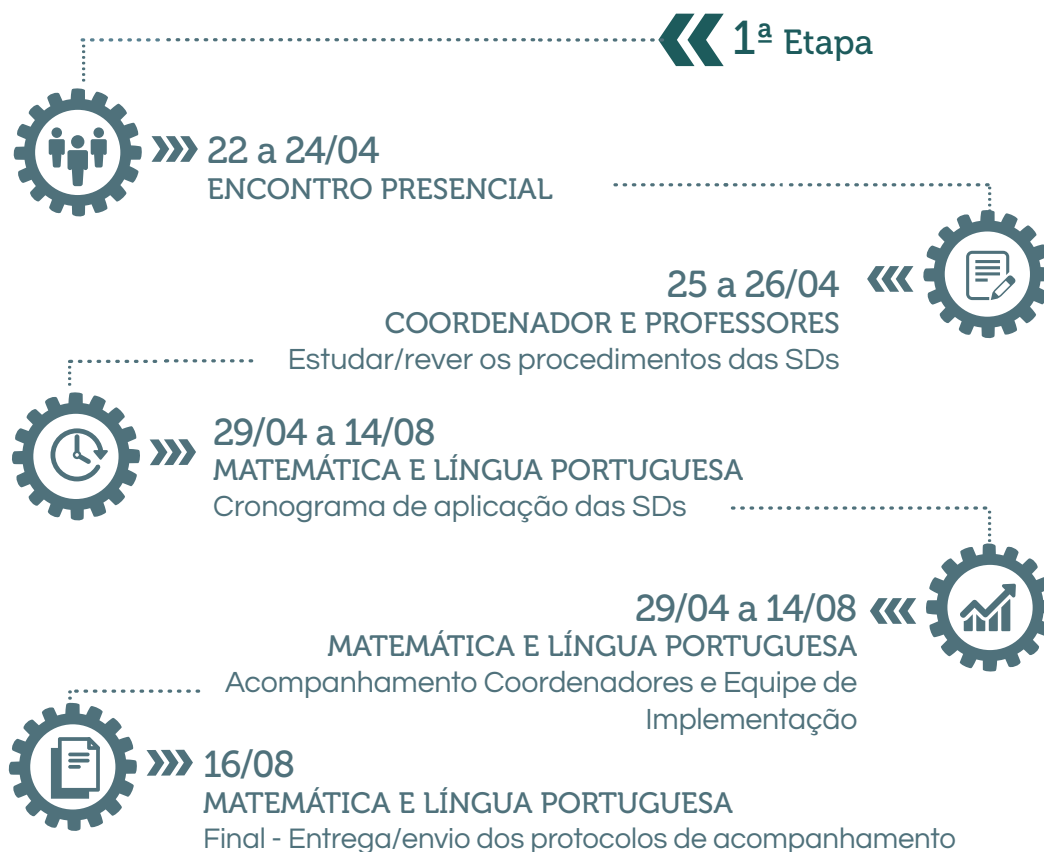 1ª Etapa
22 a 24/04
ENCONTRO PRESENCIAL
25 a 26/04
COORDENADOR E PROFESSORES
Estudar/rever os procedimentos das SDs
29/04 a 14/08
MATEMÁTICA E LÍNGUA PORTUGUESA
Cronograma de aplicação das SDs
29/04 a 14/08
MATEMÁTICA E LÍNGUA PORTUGUESA
Acompanhamento Coordenadores e Equipe de
Implementação
16/08
MATEMÁTICA E LÍNGUA PORTUGUESA
Final - Entrega/envio dos protocolos de acompanhamento